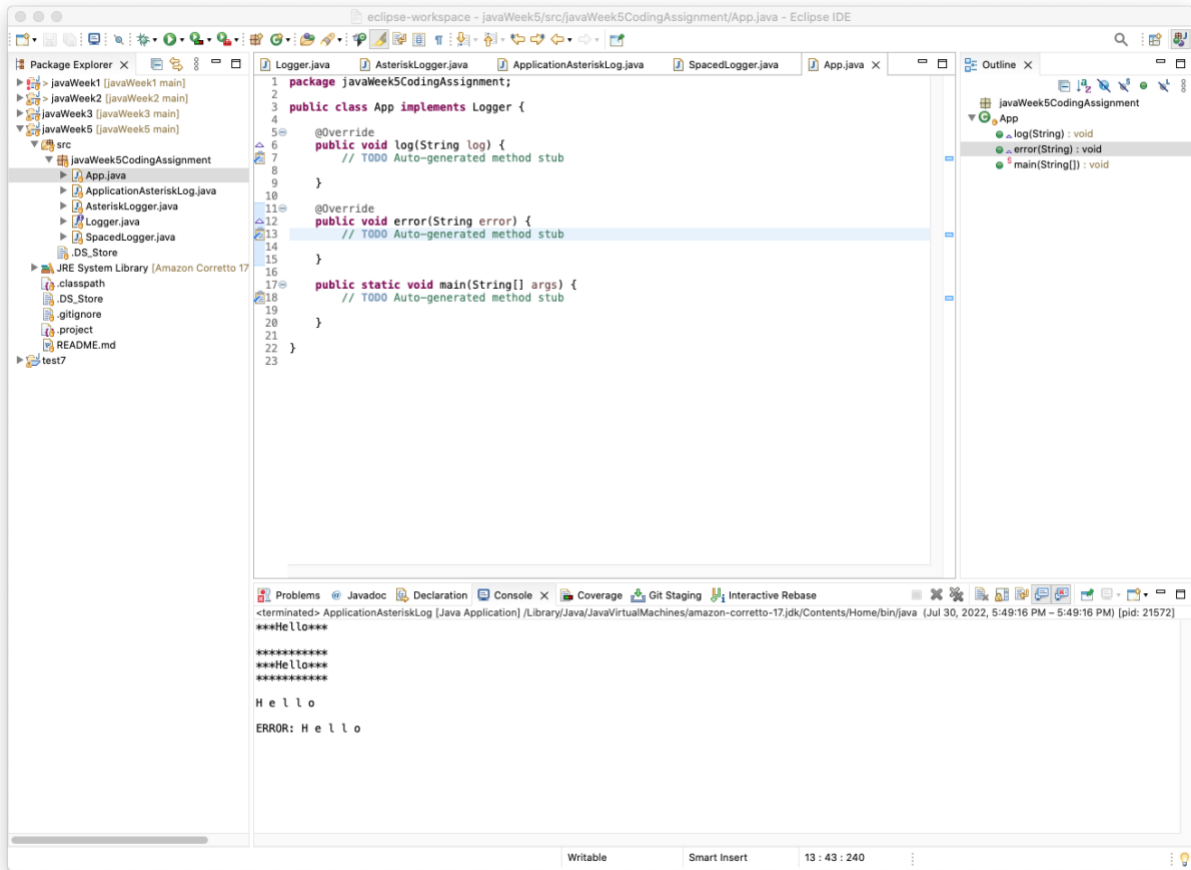 eclipse-workspace - javaWeek5/src/javaWeek5CodingAssignment/App.java - Eclipse IDE
Package Explorer
> javaWeek1 [javaWeek1 main]
> javaWeek2 [javaWeek2 main]
javaWeek3 [javaWeek3 main]
javaWeek5 [javaWeek5 main]
src
javaWeek5CodingAssignment
App.java
ApplicationAsteriskLog.java
AsteriskLogger.java
Logger.java
SpacedLogger.java
.DS_Store
JRE System Library [Amazon Corretto 17
.classpath
.DS_Store
.gitignore
.project
README.md
test7
Logger.java AsteriskLogger.java ApplicationAsteriskLog.java SpacedLogger.java App.java
1 package javaWeek5CodingAssignment;
2
3 public class App implements Logger {
4
5 @Override
6 public void log(String log) {
7 // TODO Auto-generated method stub
8
9 }
10
11 @Override
12 public void error(String error) {
13 // TODO Auto-generated method stub
14
15 }
16
17 public static void main(String[] args) {
18 // TODO Auto-generated method stub
19
20 }
21
22 }
23
Outline
javaWeek5CodingAssignment
App
log(String) : void
error(String) : void
main(String[]) : void
Problems Javadoc Declaration Console Coverage Git Staging Interactive Rebase
<terminated> ApplicationAsteriskLog [Java Application] /Library/Java/JavaVirtualMachines/amazon-corretto-17.jdk/Contents/Home/bin/java (Jul 30, 2022, 5:49:16 PM – 5:49:16 PM) [pid: 21572]
***Hello***
***********
***Hello***
***********
H e l l o
ERROR: H e l l o
Writable Smart Insert 13 : 43 : 240